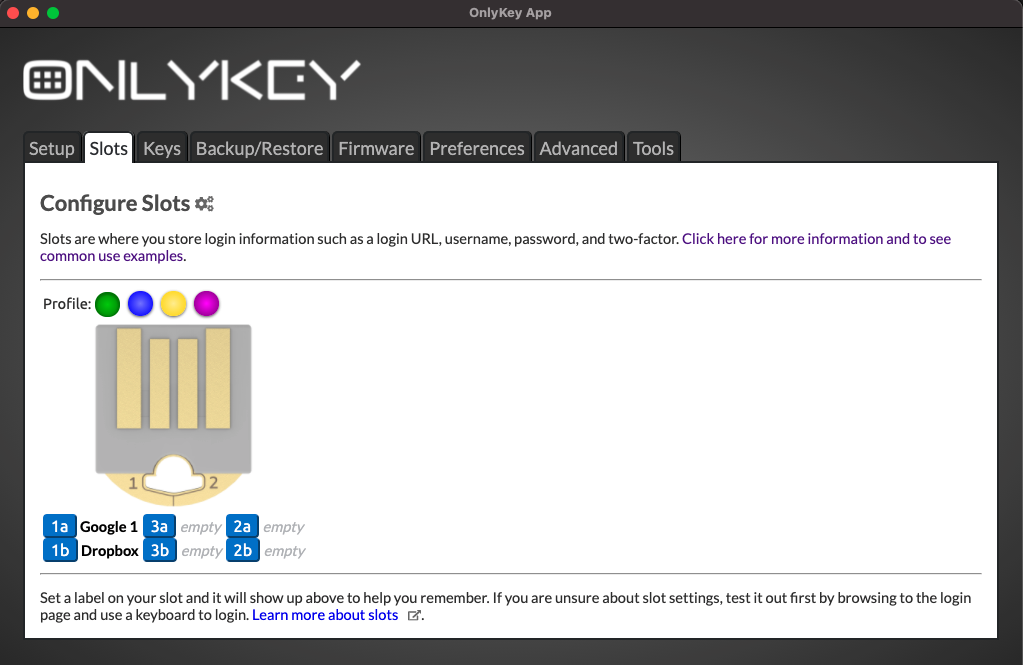 OnlyKey App
ONLYKEY
Setup Slots Keys Backup/Restore Firmware Preferences Advanced Tools
Configure Slots
Slots are where you store login information such as a login URL, username, password, and two-factor. Click here for more information and to see
common use examples.
Profile:
1 2
1a Google 1 3a empty 2a empty
1b Dropbox 3b empty 2b empty
Set a label on your slot and it will show up above to help you remember. If you are unsure about slot settings, test it out first by browsing to the login
page and use a keyboard to login. Learn more about slots .